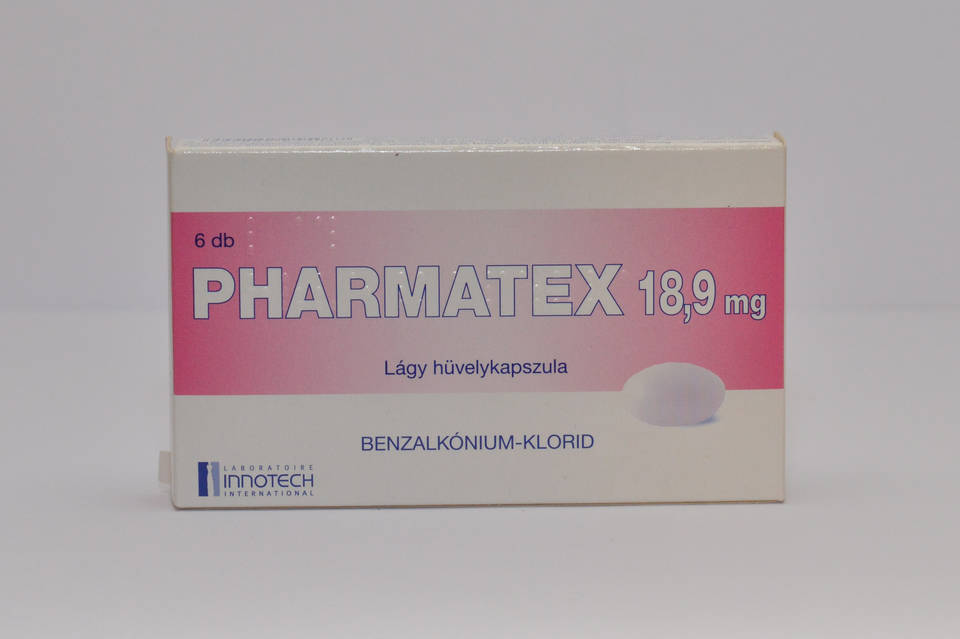 6 db
PHARMATEX 18,9 mg
Lágy hüvelykapszula
BENZALKÓNIUM-KLORID
LABORATOIRE
INNOTECH
INTERNATIONAL